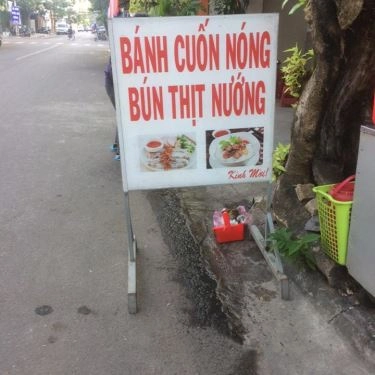 BÁNH CUỐN NÓNG
BÚN THỊT NƯỚNG
Kính Mời!